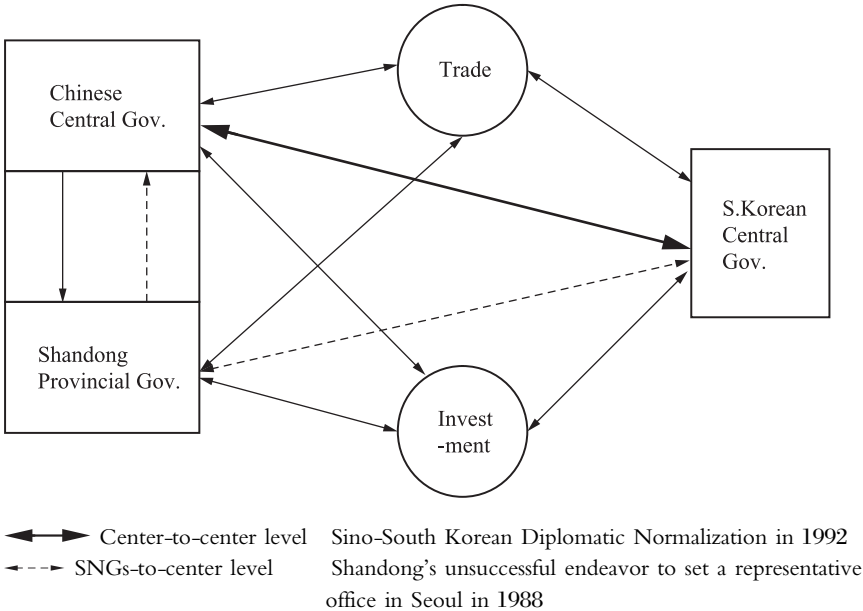 Trade
Chinese
Central Gov.
S.Korean
Central
Gov.
Shandong
Provincial Gov.
Invest
-ment
Center-to-center level Sino-South Korean Diplomatic Normalization in 1992
SNGs-to-center level Shandong’s unsuccessful endeavor to set a representative
office in Seoul in 1988